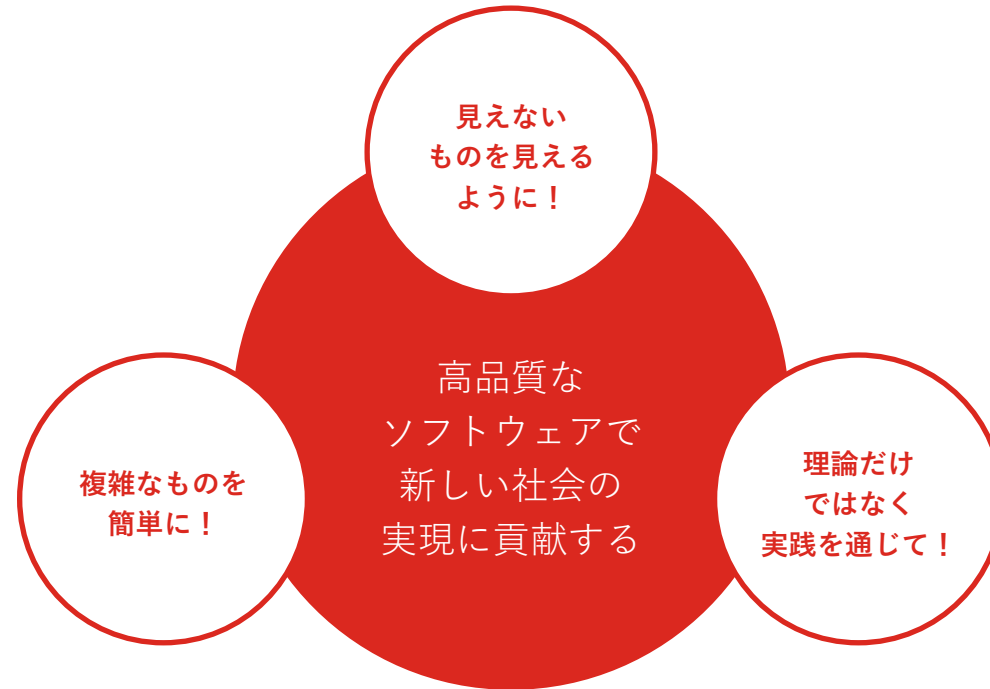 見えない
ものを見える
ように！
高品質な
ソフトウェアで
新しい社会の
実現に貢献する
複雑なものを
簡単に！
理論だけ
ではなく
実践を通じて！